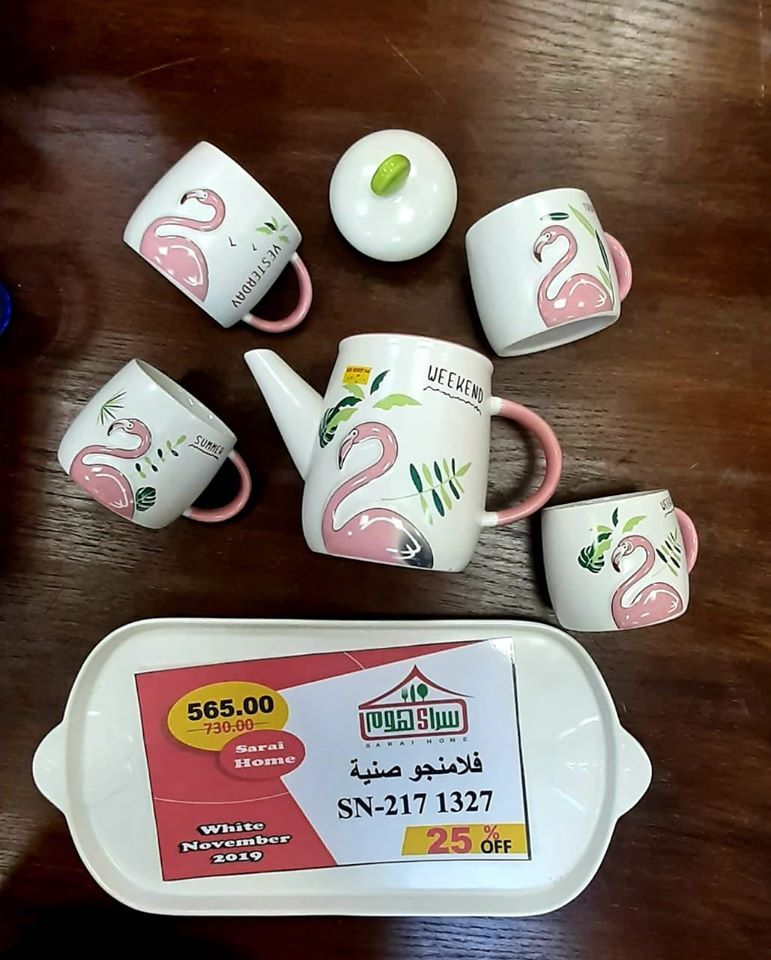 YESTERDAY
SUMMER
WEEKEND
565.00
730.00
Sarai
Home
سراي هوم
SARAI HOME
فلامنجو صنية
SN-217 1327
White
November
2019
25 % OFF